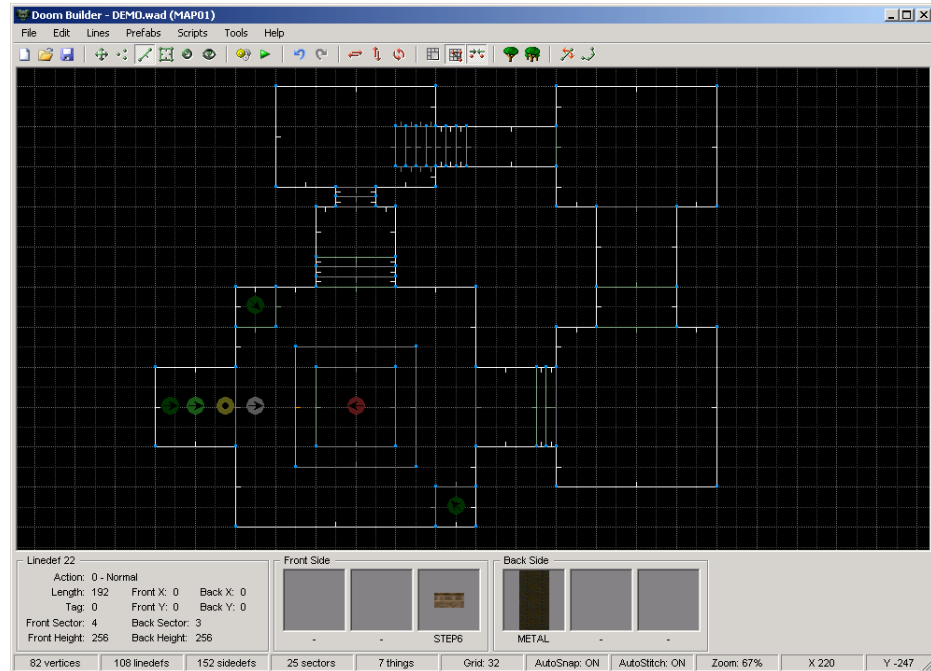 Doom Builder - DEMO.wad (MAP01)
File Edit Lines Prefabs Scripts Tools Help
Linedef 22
Action: 0 - Normal
Length: 192 Front X: 0 Back X: 0
Tag: 0 Front Y: 0 Back Y: 0
Front Sector: 4 Back Sector: 3
Front Height: 256 Back Height: 256
Front Side
- - STEP6
Back Side
METAL - -
82 vertices 108 linedefs 152 sidedefs 25 sectors 7 things Grid: 32 AutoSnap: ON AutoStitch: ON Zoom: 67% X 220 Y -247